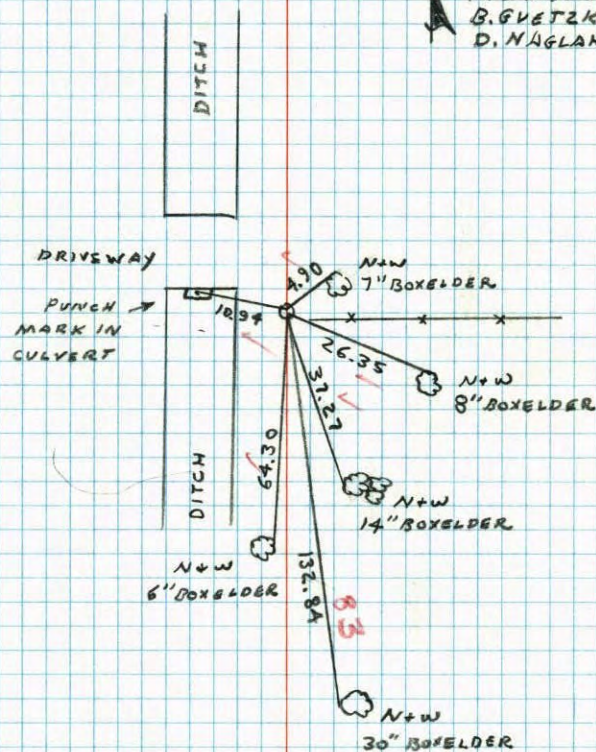 B. GUETZK
D. NAGLAK
DITCH
DRIVEWAY
4.90
N+W
7" BOXELDER
PUNCH
MARK IN
CULVERT
10.94
26.35
N+W
8" BOXELDER
37.27
64.30
DITCH
N+W
14" BOXELDER
N+W
6" BOXELDER
132.84
83
N+W
30" BOXELDER